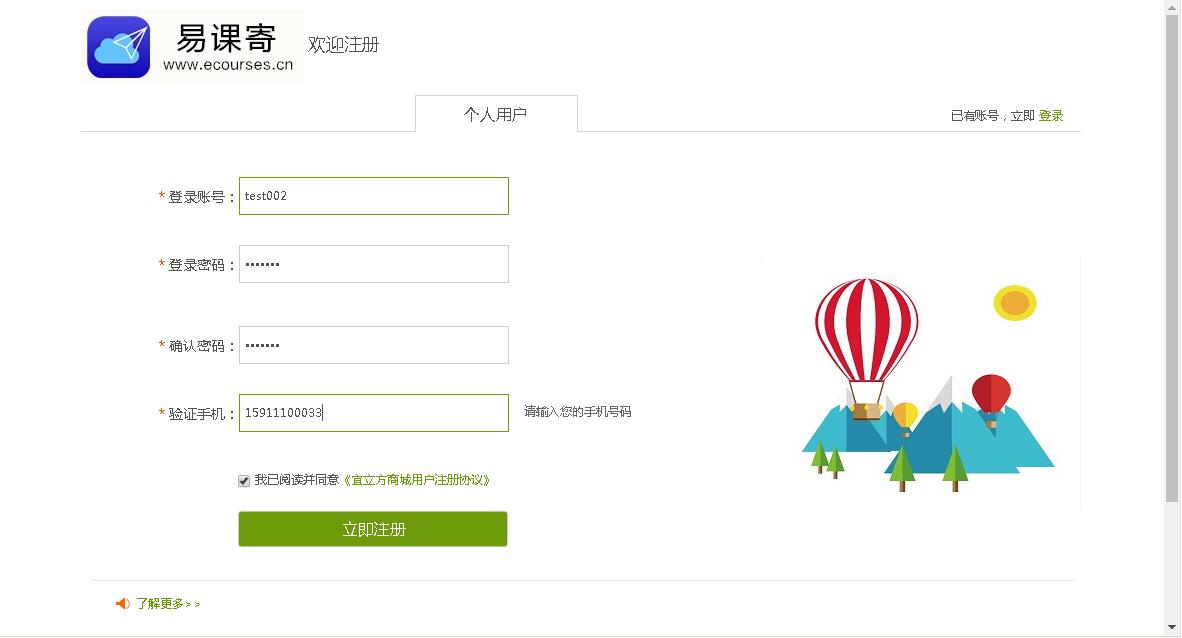 易课寄
www.ecourses.cn
欢迎注册
个人用户
已有账号，立即 登录
* 登录账号： test002
* 登录密码： •••••••
* 确认密码： •••••••
* 验证手机： 15911100033 请输入您的手机号码
我已阅读并同意《宜立方商城用户注册协议》
立即注册
了解更多>>